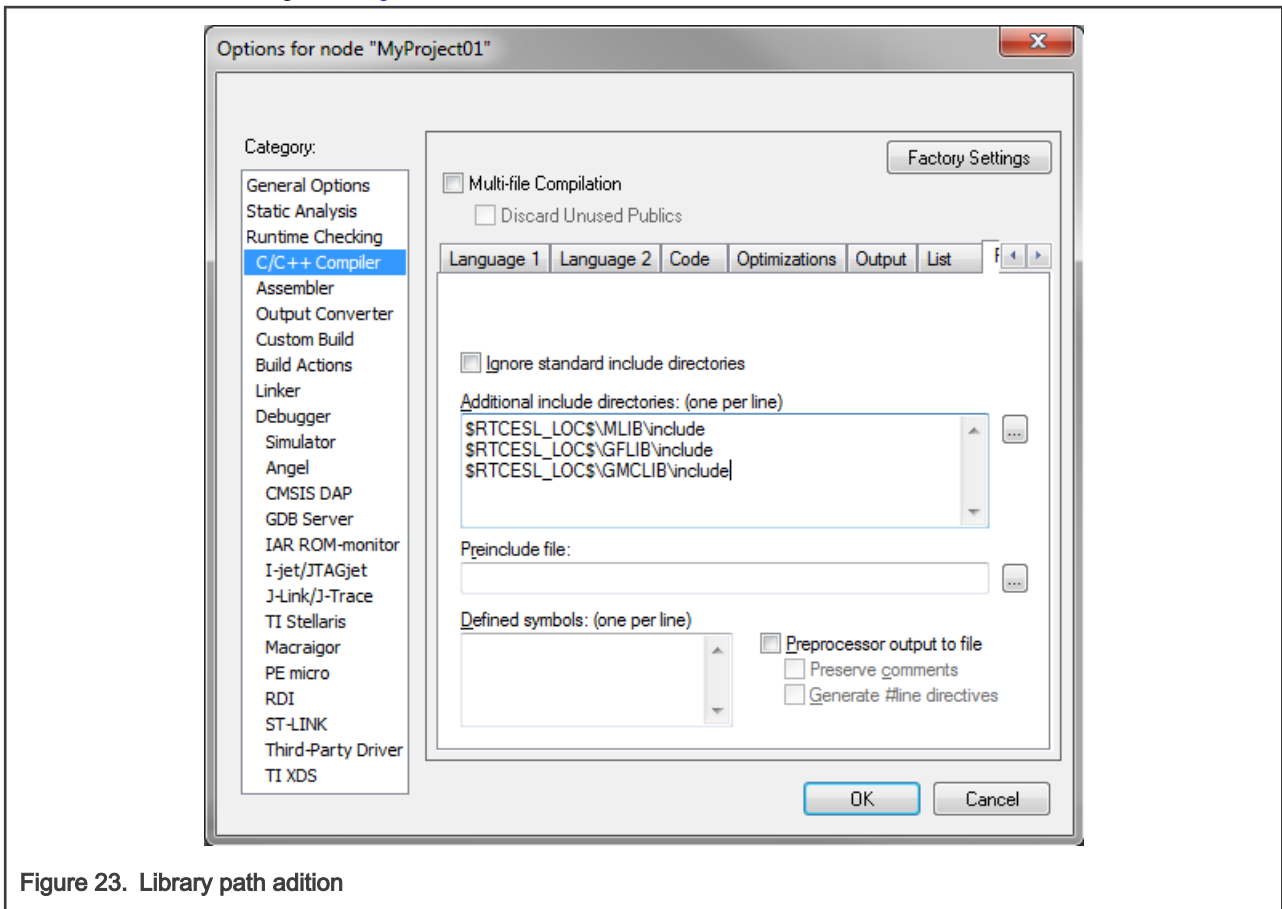 Options for node "MyProject01"
Category:
General Options
Static Analysis
Runtime Checking
C/C++ Compiler
Assembler
Output Converter
Custom Build
Build Actions
Linker
Debugger
Simulator
Angel
CMSIS DAP
GDB Server
IAR ROM-monitor
I-jet/JTAGjet
J-Link/J-Trace
TI Stellaris
Macraigor
PE micro
RDI
ST-LINK
Third-Party Driver
TI XDS
Factory Settings
Multi-file Compilation
Discard Unused Publics
Language 1 Language 2 Code Optimizations Output List
Ignore standard include directories
Additional include directories: (one per line)
$RTCESL_LOC$\MLIB\include
$RTCESL_LOC$\GFLIB\include
$RTCESL_LOC$\GMCLIB\include
...
Preinclude file:
...
Defined symbols: (one per line)
Preprocessor output to file
Preserve comments
Generate #line directives
OK Cancel
Figure 23. Library path adition